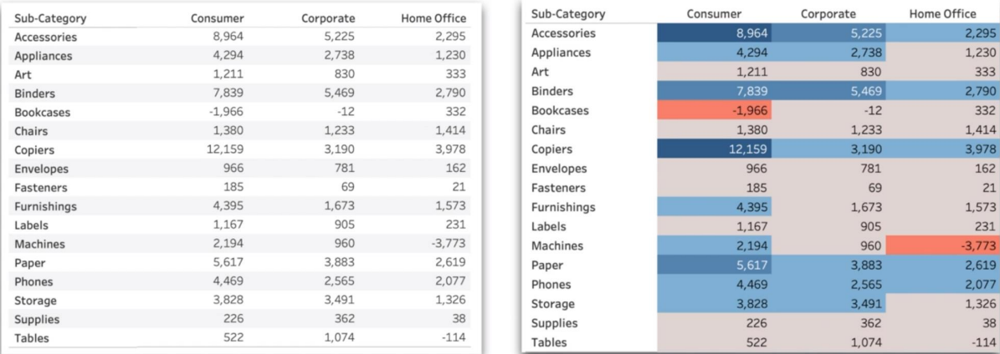 Sub-Category Consumer Corporate Home Office
Accessories 8,964 5,225 2,295
Appliances 4,294 2,738 1,230
Art 1,211 830 333
Binders 7,839 5,469 2,790
Bookcases -1,966 -12 332
Chairs 1,380 1,233 1,414
Copiers 12,159 3,190 3,978
Envelopes 966 781 162
Fasteners 185 69 21
Furnishings 4,395 1,673 1,573
Labels 1,167 905 231
Machines 2,194 960 -3,773
Paper 5,617 3,883 2,619
Phones 4,469 2,565 2,077
Storage 3,828 3,491 1,326
Supplies 226 362 38
Tables 522 1,074 -114
Sub-Category Consumer Corporate Home Office
Accessories 8,964 5,225 2,295
Appliances 4,294 2,738 1,230
Art 1,211 830 333
Binders 7,839 5,469 2,790
Bookcases -1,966 -12 332
Chairs 1,380 1,233 1,414
Copiers 12,159 3,190 3,978
Envelopes 966 781 162
Fasteners 185 69 21
Furnishings 4,395 1,673 1,573
Labels 1,167 905 231
Machines 2,194 960 -3,773
Paper 5,617 3,883 2,619
Phones 4,469 2,565 2,077
Storage 3,828 3,491 1,326
Supplies 226 362 38
Tables 522 1,074 -114